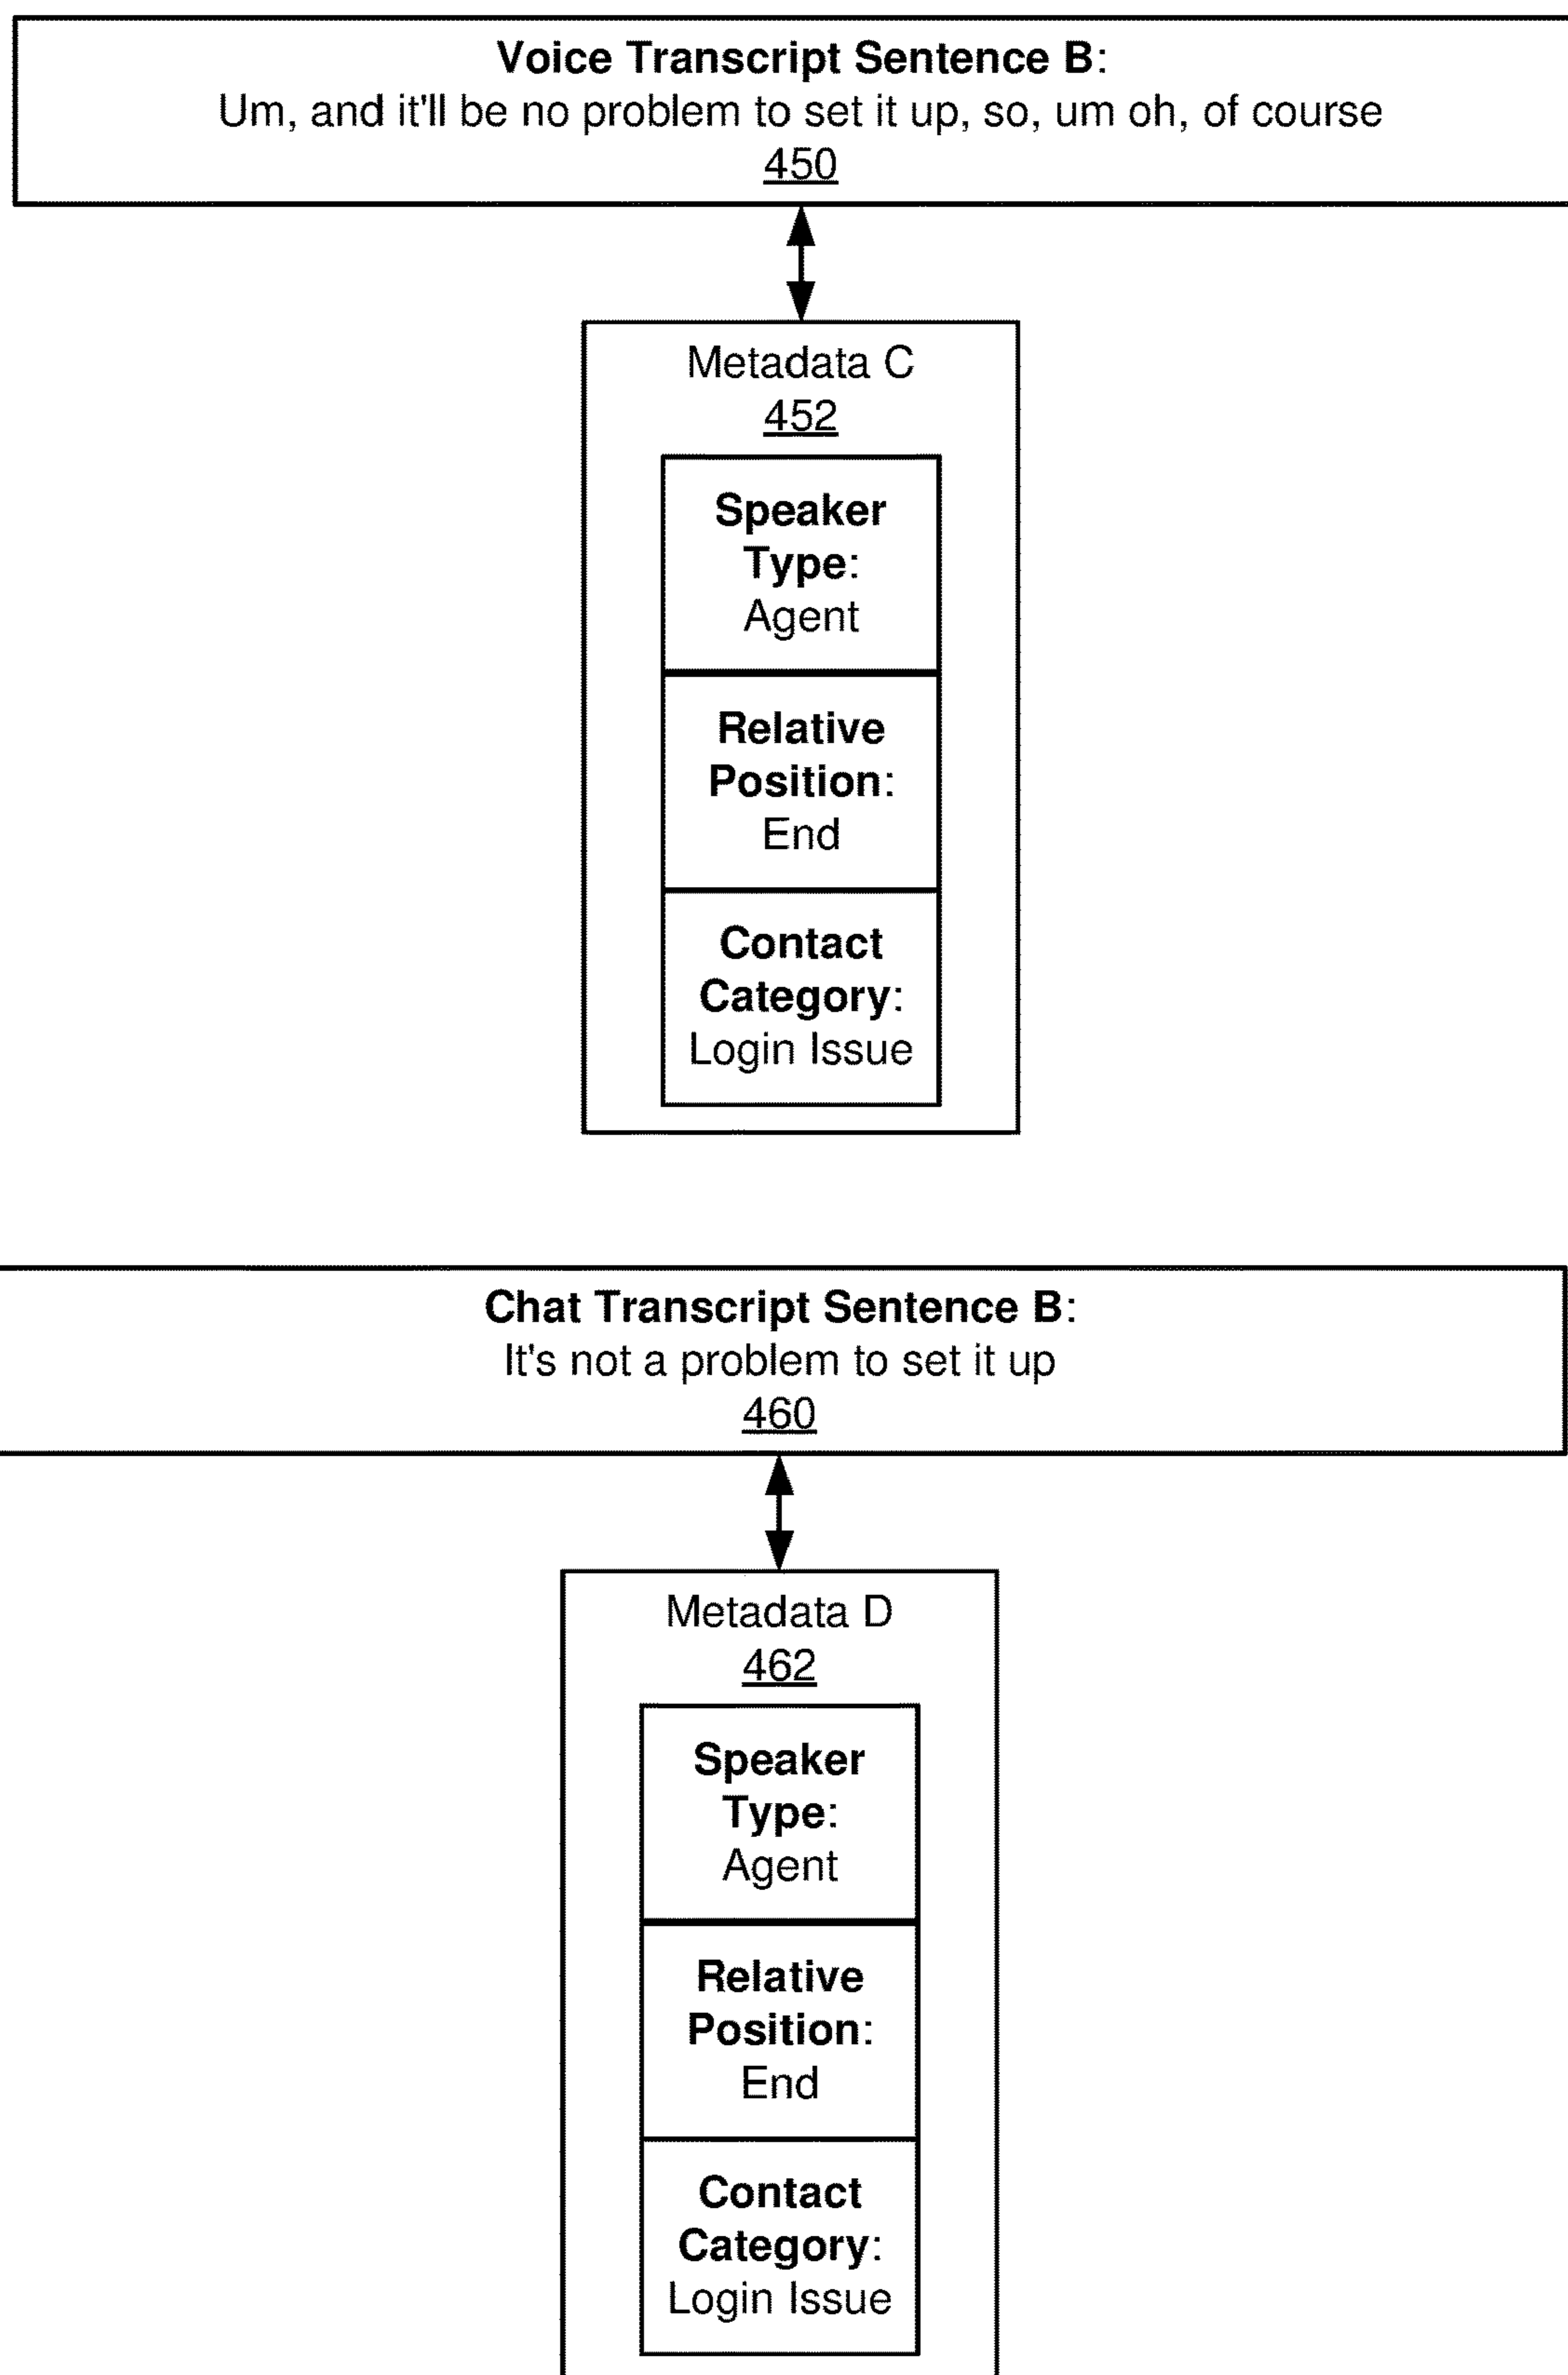 Voice Transcript Sentence B:
Um, and it'll be no problem to set it up, so, um oh, of course
450
Metadata C
452
Speaker
Type:
Agent
Relative
Position:
End
Contact
Category:
Login Issue
Chat Transcript Sentence B:
It's not a problem to set it up
460
Metadata D
462
Speaker
Type:
Agent
Relative
Position:
End
Contact
Category:
Login Issue